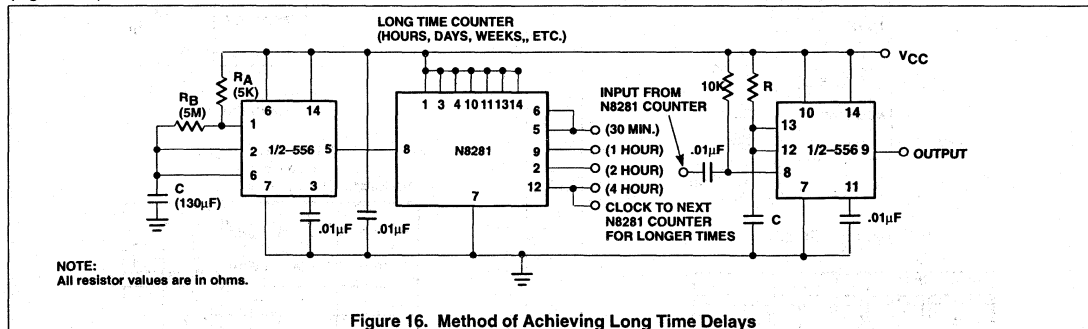 LONG TIME COUNTER
(HOURS, DAYS, WEEKS,, ETC.)
VCC
RA
(5K)
RB
(5M)
6
14
1
2
6
1/2–556
5
7
3
C
(130µF)
.01µF
.01µF
1
3
4
10
11
13
14
8
N8281
7
6
5
9
2
12
(30 MIN.)
(1 HOUR)
(2 HOUR)
(4 HOUR)
CLOCK TO NEXT
N8281 COUNTER
FOR LONGER TIMES
INPUT FROM
N8281 COUNTER
.01µF
10K
R
10
14
13
12
8
1/2–556
9
OUTPUT
7
11
C
.01µF
NOTE:
All resistor values are in ohms.
Figure 16. Method of Achieving Long Time Delays